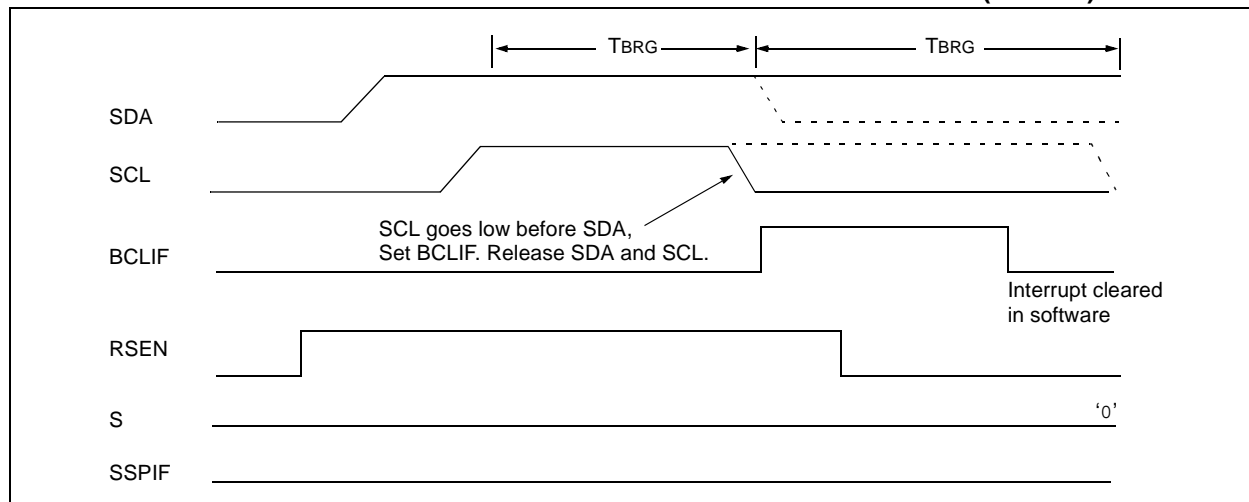 TBRG
TBRG
SDA
SCL
SCL goes low before SDA,
Set BCLIF. Release SDA and SCL.
BCLIF
Interrupt cleared
in software
RSEN
S
‘0’
SSPIF